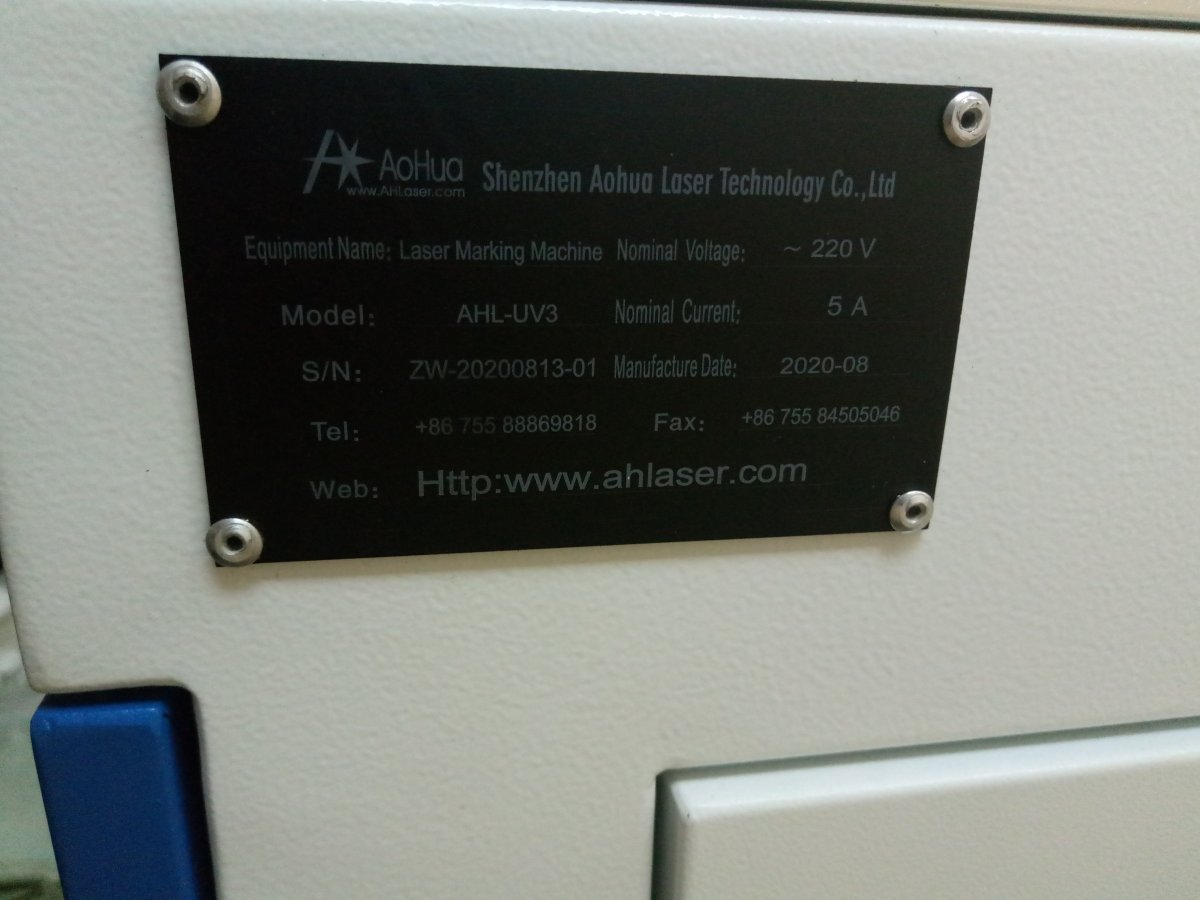 AoHua Shenzhen Aohua Laser Technology Co.,Ltd
www.AHLaser.com
Equipment Name: Laser Marking Machine Nominal Voltage: ~ 220 V
Model: AHL-UV3 Nominal Current: 5 A
S/N: ZW-20200813-01 Manufacture Date: 2020-08
Tel: +86 755 88869818 Fax: +86 755 84505046
Web: Http:www.ahlaser.com